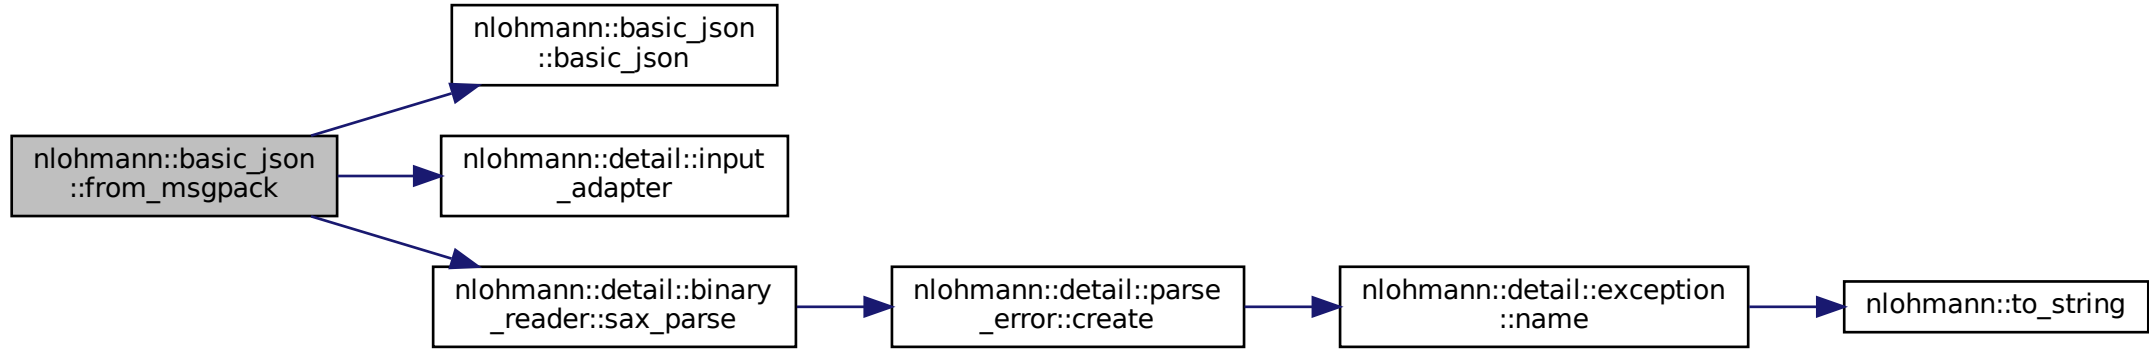 nlohmann::basic_json
::basic_json
nlohmann::basic_json
::from_msgpack
nlohmann::detail::input
_adapter
nlohmann::detail::binary
_reader::sax_parse
nlohmann::detail::parse
_error::create
nlohmann::detail::exception
::name
nlohmann::to_string